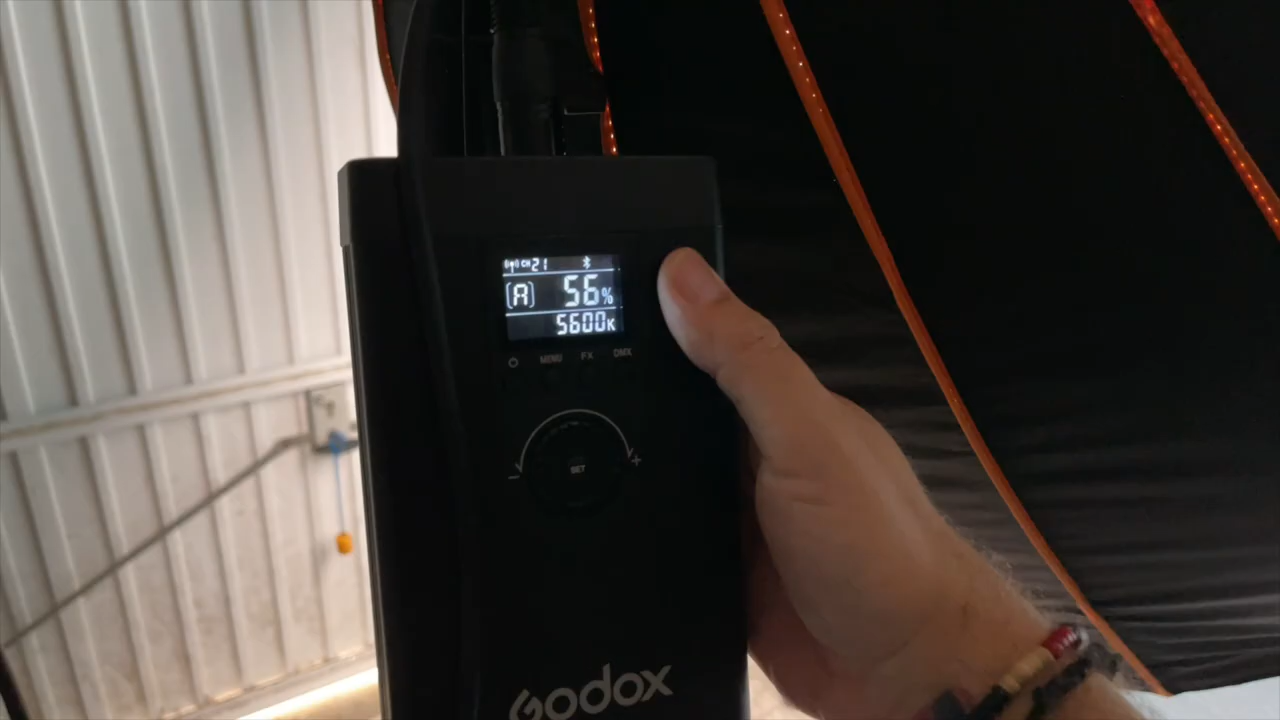 CH 21
[A] 56%
5600K
MENU FX DMX
- SET +
Godox